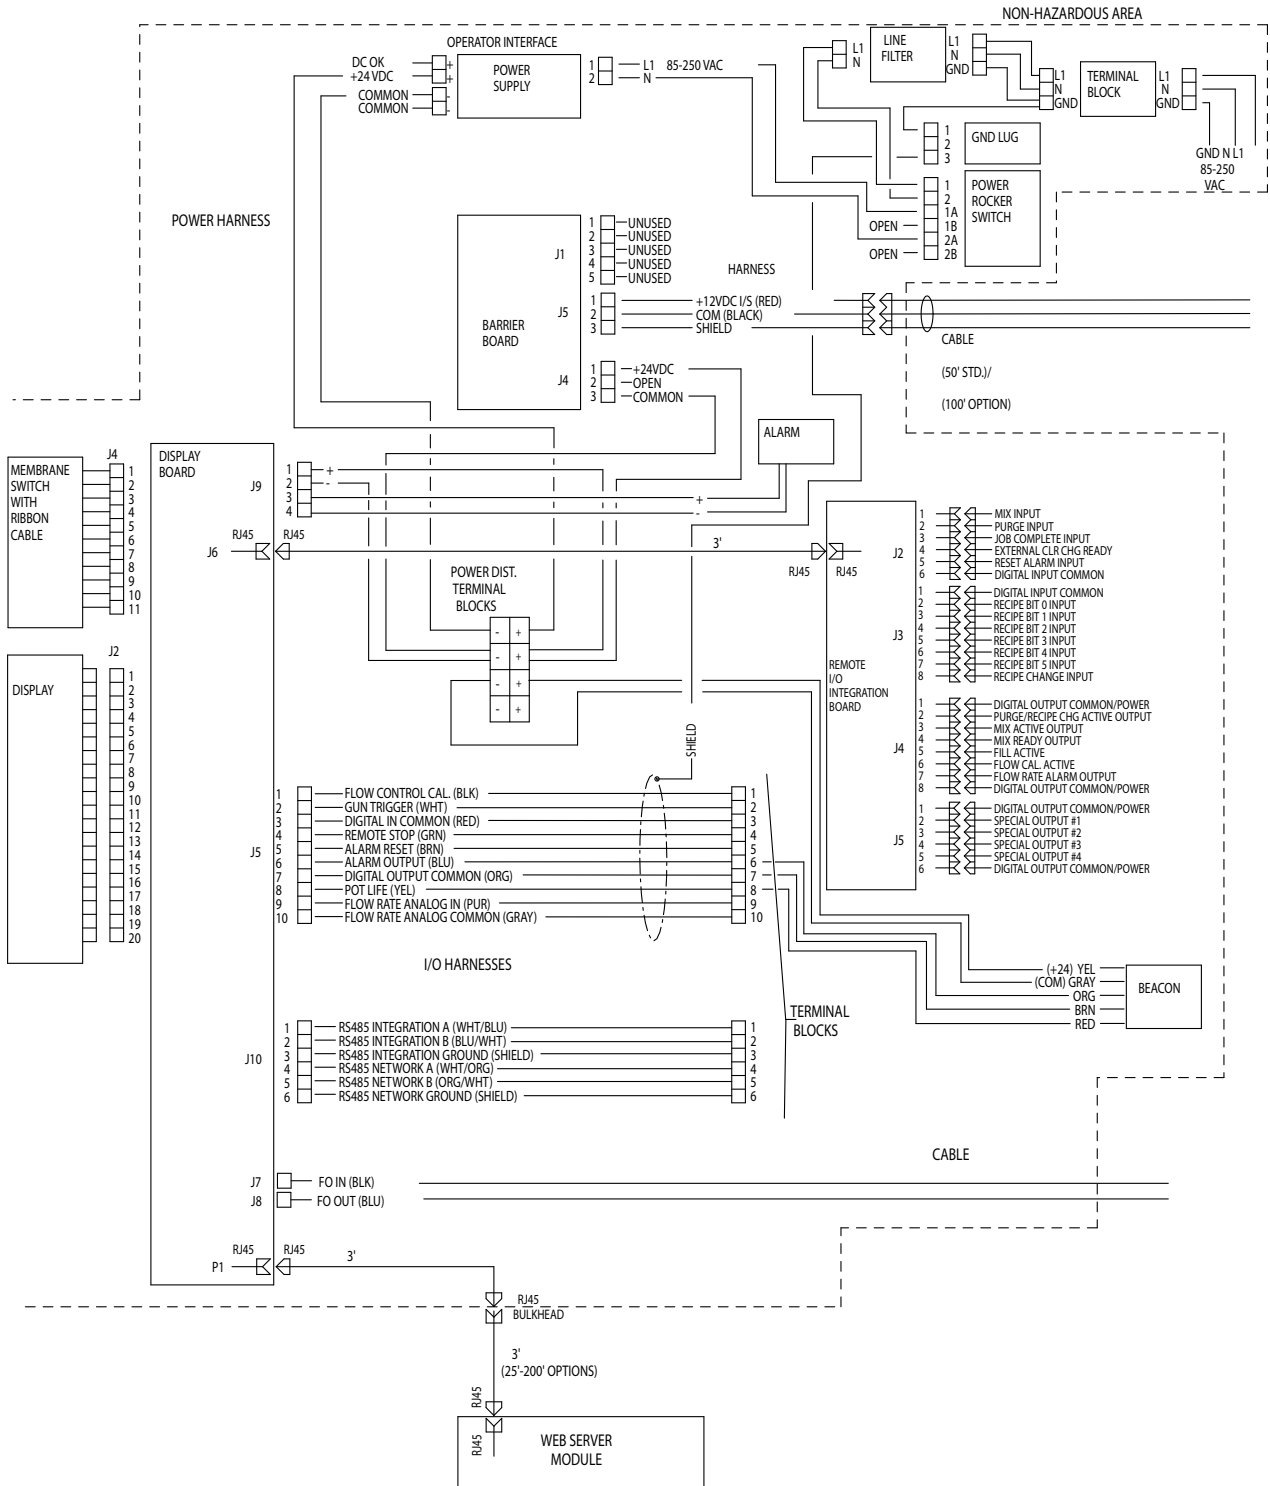 NON-HAZARDOUS AREA
OPERATOR INTERFACE
DC OK +
+24 VDC +
COMMON -
COMMON -
POWER
SUPPLY
1 L1 85-250 VAC
2 N
L1
N
LINE
FILTER
L1
N
GND
L1
N
GND
TERMINAL
BLOCK
L1
N
GND
GND N L1
85-250
VAC
1
2
3
GND LUG
1
2
1A
OPEN 1B
2A
OPEN 2B
POWER
ROCKER
SWITCH
POWER HARNESS
BARRIER
BOARD
J1
1 UNUSED
2 UNUSED
3 UNUSED
4 UNUSED
5 UNUSED
HARNESS
J5
1 +12VDC I/S (RED)
2 COM (BLACK)
3 SHIELD
CABLE
(50' STD.)/
(100' OPTION)
J4
1 +24VDC
2 OPEN
3 COMMON
ALARM
MEMBRANE
SWITCH
WITH
RIBBON
CABLE
J4
1
2
3
4
5
6
7
8
9
10
11
DISPLAY
BOARD
J9
1 +
2 -
3 +
4 -
J6
RJ45
RJ45
3'
RJ45
RJ45
POWER DIST.
TERMINAL
BLOCKS
- +
- +
- +
- +
REMOTE
I/O
INTEGRATION
BOARD
J2
1 MIX INPUT
2 PURGE INPUT
3 JOB COMPLETE INPUT
4 EXTERNAL CLR CHG READY
5 RESET ALARM INPUT
6 DIGITAL INPUT COMMON
J3
1 DIGITAL INPUT COMMON
2 RECIPE BIT 0 INPUT
3 RECIPE BIT 1 INPUT
4 RECIPE BIT 2 INPUT
5 RECIPE BIT 3 INPUT
6 RECIPE BIT 4 INPUT
7 RECIPE BIT 5 INPUT
8 RECIPE CHANGE INPUT
J4
1 DIGITAL OUTPUT COMMON/POWER
2 PURGE/RECIPE CHG ACTIVE OUTPUT
3 MIX ACTIVE OUTPUT
4 MIX READY OUTPUT
5 FILL ACTIVE
6 FLOW CAL. ACTIVE
7 FLOW RATE ALARM OUTPUT
8 DIGITAL OUTPUT COMMON/POWER
J5
1 DIGITAL OUTPUT COMMON/POWER
2 SPECIAL OUTPUT #1
3 SPECIAL OUTPUT #2
4 SPECIAL OUTPUT #3
5 SPECIAL OUTPUT #4
6 DIGITAL OUTPUT COMMON/POWER
DISPLAY
J2
1
2
3
4
5
6
7
8
9
10
11
12
13
14
15
16
17
18
19
20
SHIELD
J5
1 FLOW CONTROL CAL. (BLK) 1
2 GUN TRIGGER (WHT) 2
3 DIGITAL IN COMMON (RED) 3
4 REMOTE STOP (GRN) 4
5 ALARM RESET (BRN) 5
6 ALARM OUTPUT (BLU) 6
7 DIGITAL OUTPUT COMMON (ORG) 7
8 POT LIFE (YEL) 8
9 FLOW RATE ANALOG IN (PUR) 9
10 FLOW RATE ANALOG COMMON (GRAY) 10
I/O HARNESSES
TERMINAL
BLOCKS
(+24) YEL
(COM) GRAY
ORG
BRN
RED
BEACON
J10
1 RS485 INTEGRATION A (WHT/BLU) 1
2 RS485 INTEGRATION B (BLU/WHT) 2
3 RS485 INTEGRATION GROUND (SHIELD) 3
4 RS485 NETWORK A (WHT/ORG) 4
5 RS485 NETWORK B (ORG/WHT) 5
6 RS485 NETWORK GROUND (SHIELD) 6
CABLE
J7 FO IN (BLK)
J8 FO OUT (BLU)
P1
RJ45
RJ45
3'
RJ45
BULKHEAD
3'
(25'-200' OPTIONS)
RJ45
RJ45
WEB SERVER
MODULE